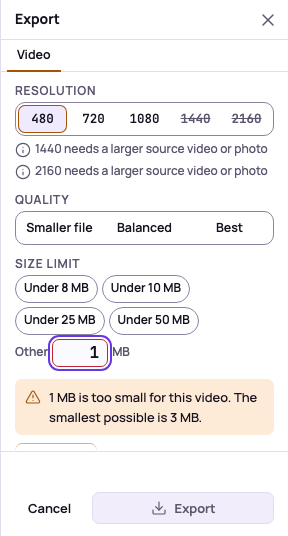 Export
Video
RESOLUTION
480 720 1080 1440 2160
1440 needs a larger source video or photo
2160 needs a larger source video or photo
QUALITY
Smaller file Balanced Best
SIZE LIMIT
Under 8 MB Under 10 MB
Under 25 MB Under 50 MB
Other 1 MB
1 MB is too small for this video. The
smallest possible is 3 MB.
Cancel Export